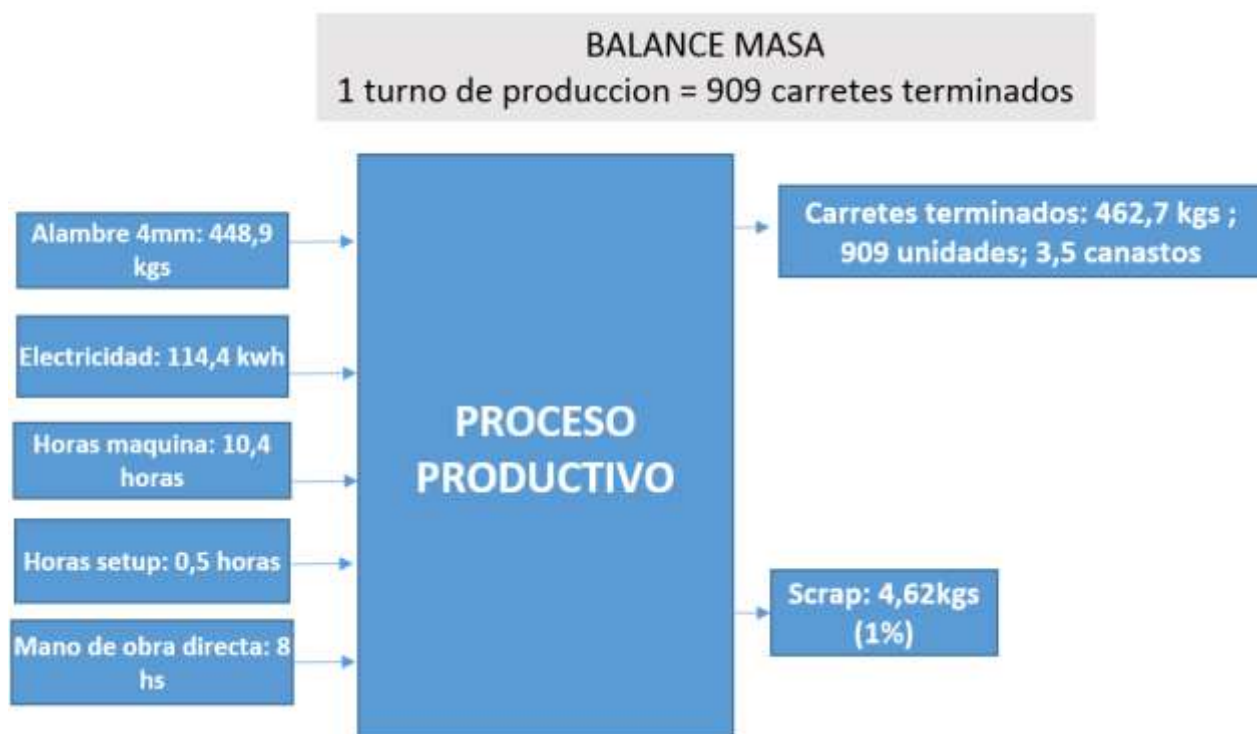 BALANCE MASA
1 turno de produccion = 909 carretes terminados
Alambre 4mm: 448,9
kgs
Electricidad: 114,4 kwh
Horas maquina: 10,4
horas
Horas setup: 0,5 horas
Mano de obra directa: 8
hs
PROCESO
PRODUCTIVO
Carretes terminados: 462,7 kgs ;
909 unidades; 3,5 canastos
Scrap: 4,62kgs
(1%)